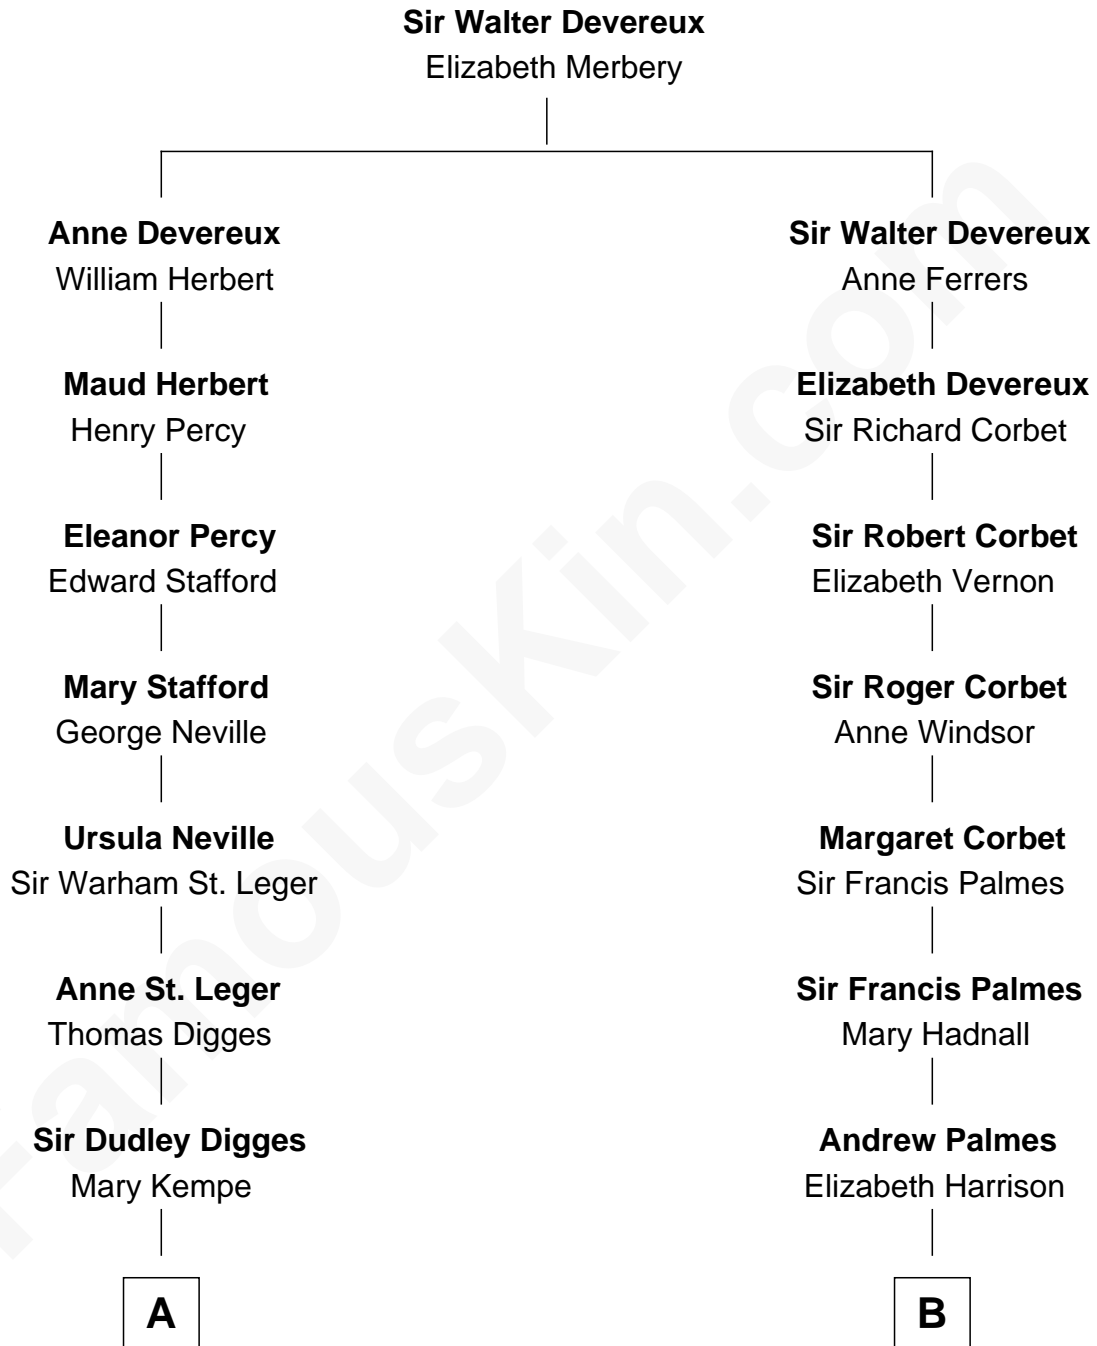 Sir Walter Devereux
Elizabeth Merbery
Anne Devereux
William Herbert
Sir Walter Devereux
Anne Ferrers
Maud Herbert
Henry Percy
Elizabeth Devereux
Sir Richard Corbet
Eleanor Percy
Edward Stafford
Sir Robert Corbet
Elizabeth Vernon
Mary Stafford
George Neville
Sir Roger Corbet
Anne Windsor
Ursula Neville
Sir Warham St. Leger
Margaret Corbet
Sir Francis Palmes
Anne St. Leger
Thomas Digges
Sir Francis Palmes
Mary Hadnall
Sir Dudley Digges
Mary Kempe
Andrew Palmes
Elizabeth Harrison
A
B
FamousKin.com